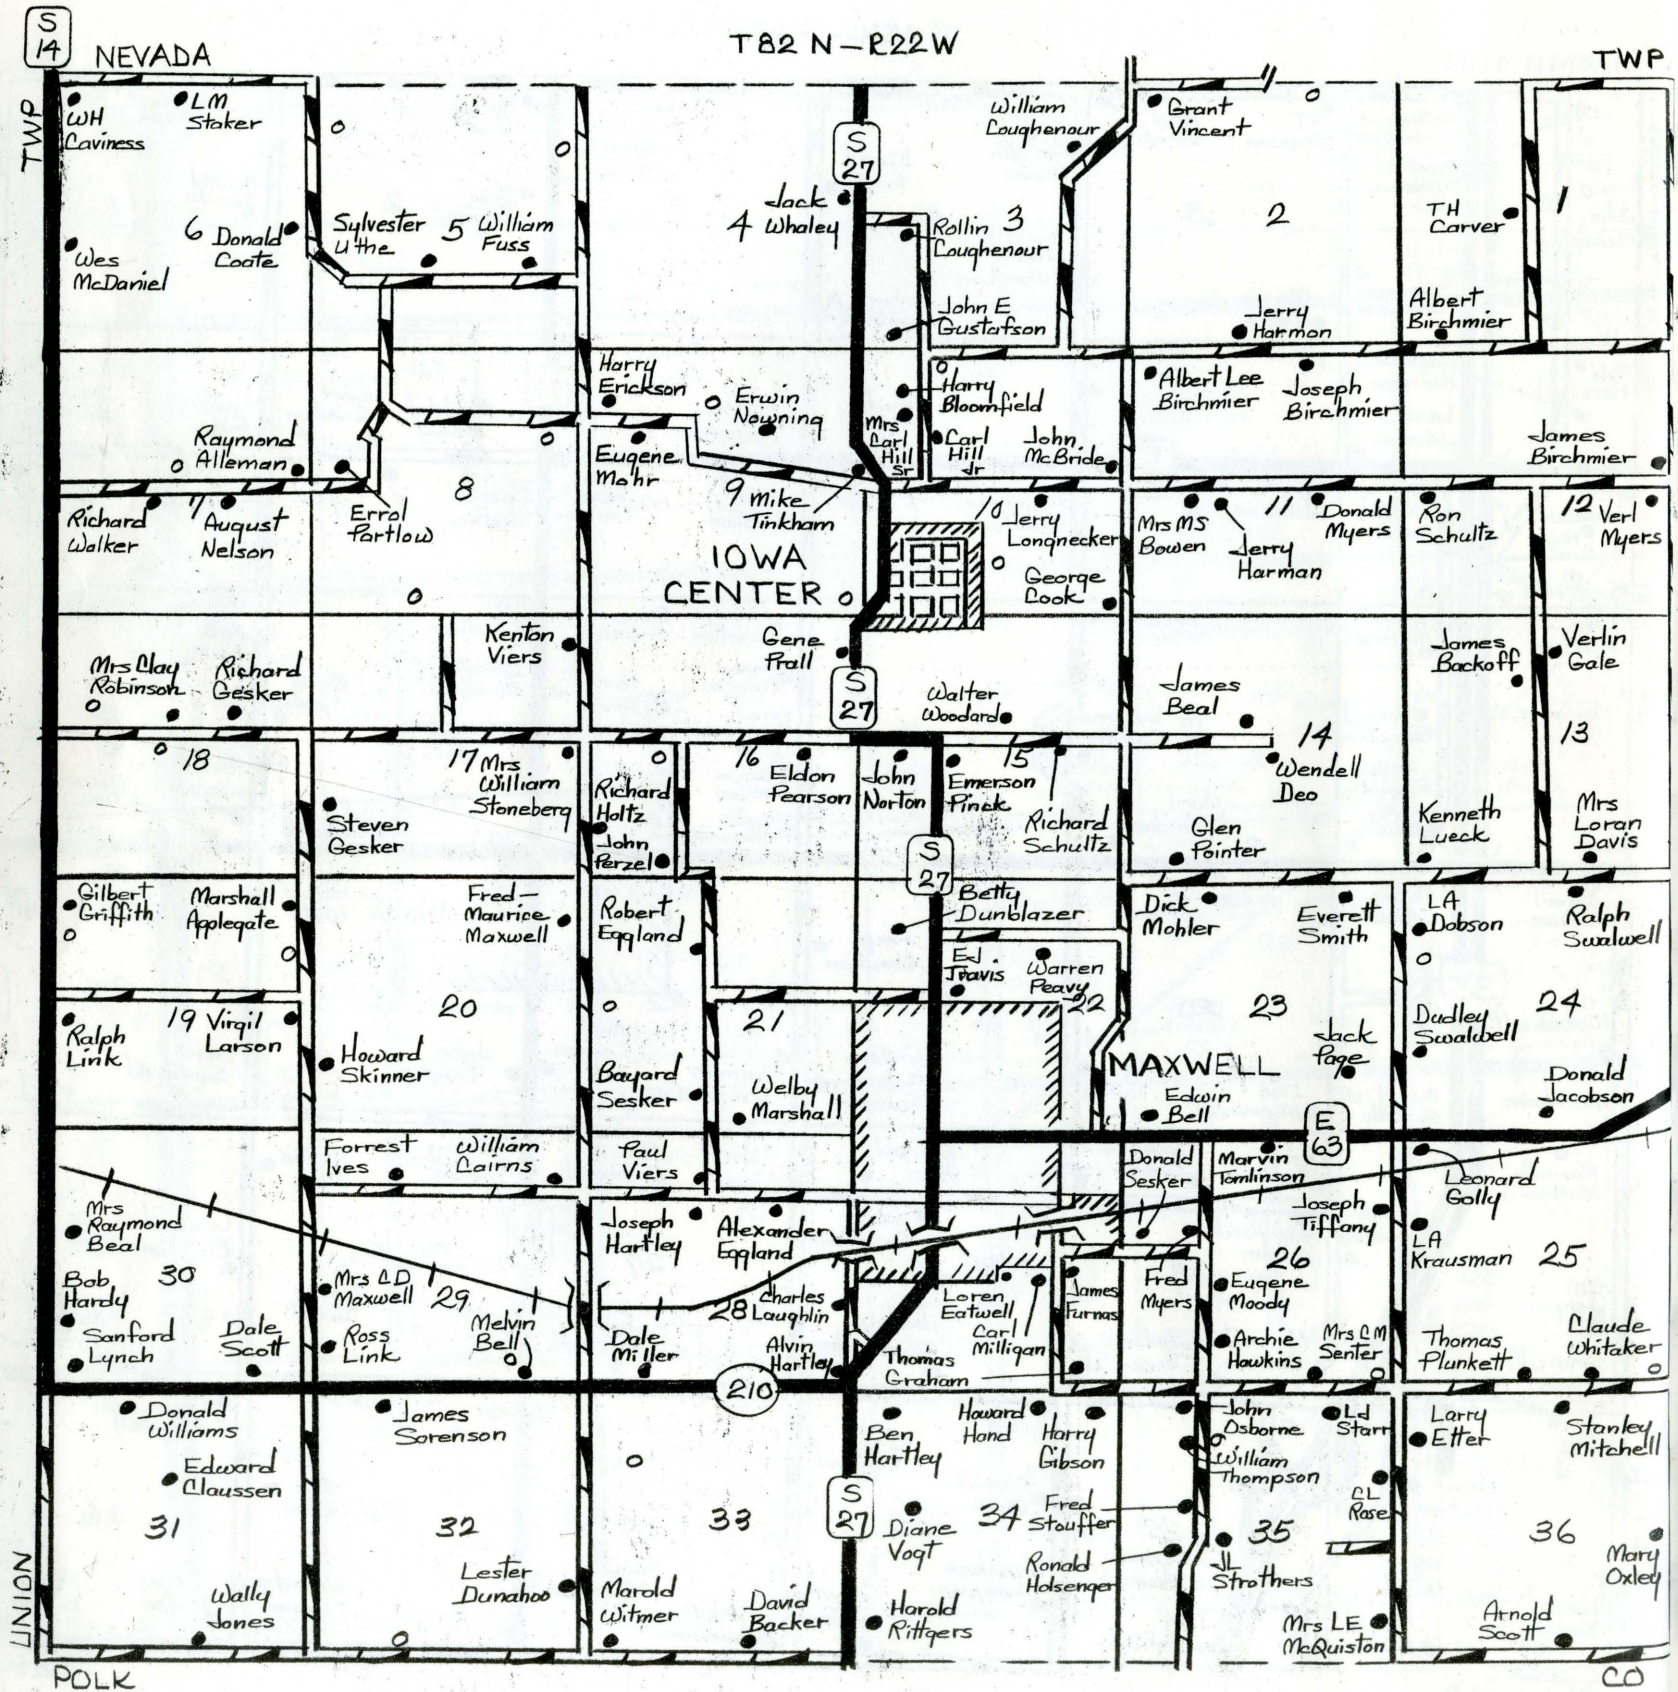 S
14
NEVADA
T82 N – R22W
TWP
TWP
WH
Caviness
LM
Staker
6
Donald
Coate
Wes
McDaniel
Sylvester
Uthe
5
William
Fuss
4
Jack
Whaley
S
27
William
Coughenour
3
Rollin
Coughenour
John E
Gustafson
Grant
Vincent
2
Jerry
Harmon
TH
Carver
1
Albert
Birchmier
Raymond
Alleman
Richard
Walker
7
August
Nelson
Errol
Partlow
8
Harry
Erickson
Eugene
Mohr
Erwin
Nowning
9
Mike
Tinkham
IOWA
CENTER
Harry
Bloomfield
Mrs
Carl
Hill
Sr
Carl
Hill
Jr
John
McBride
10
Jerry
Longnecker
George
Cook
Albert Lee
Birchmier
Joseph
Birchmier
Mrs MS
Bowen
Jerry
Harman
11
Donald
Myers
James
Birchmier
Ron
Schultz
12
Verl
Myers
Mrs Clay
Robinson
Richard
Gesker
18
Kenton
Viers
17
Mrs
William
Stoneberg
Steven
Gesker
Gene
Prall
S
27
Richard
Holtz
John
Perzel
16
Eldon
Pearson
John
Norton
Walter
Woodard
15
Emerson
Pinck
Richard
Schultz
S
27
James
Beal
14
Wendell
Deo
Glen
Pointer
James
Backoff
Verlin
Gale
13
Kenneth
Lueck
Mrs
Loran
Davis
Gilbert
Griffith
Marshall
Applegate
19
Virgil
Larson
Ralph
Link
Fred-
Maurice
Maxwell
20
Howard
Skinner
Robert
Eggland
21
Bayard
Sesker
Welby
Marshall
Betty
Dunblazer
EJ
Travis
Warren
Peavy
22
MAXWELL
Dick
Mohler
Everett
Smith
23
Jack
Page
Edwin
Bell
E
63
LA
Dobson
Ralph
Swalwell
24
Dudley
Swalwell
Donald
Jacobson
Mrs
Raymond
Beal
30
Bob
Hardy
Sanford
Lynch
Dale
Scott
Forrest
Ives
William
Cairns
Mrs CD
Maxwell
29
Ross
Link
Melvin
Bell
Paul
Viers
Joseph
Hartley
Alexander
Eggland
28
Charles
Laughlin
Dale
Miller
Alvin
Hartley
210
Loren
Eatwell
Carl
Milligan
Thomas
Graham
James
Furnas
Donald
Sesker
Fred
Myers
Marvin
Tomlinson
Joseph
Tiffany
26
Eugene
Moody
Archie
Hawkins
Mrs CM
Senter
Leonard
Golly
LA
Krausman
25
Thomas
Plunkett
Claude
Whitaker
Donald
Williams
Edward
Claussen
31
Wally
Jones
James
Sorenson
32
Lester
Dunahoo
33
Marold
Witmer
David
Backer
S
27
Ben
Hartley
Howard
Hand
Harry
Gibson
Diane
Vogt
34
Fred
Stouffer
Ronald
Holsenger
Harold
Rittgers
John
Osborne
William
Thompson
LJ
Starr
CL
Rose
35
JL
Strothers
Mrs LE
McQuiston
Larry
Etter
Stanley
Mitchell
36
Mary
Oxley
Arnold
Scott
UNION
POLK
CO